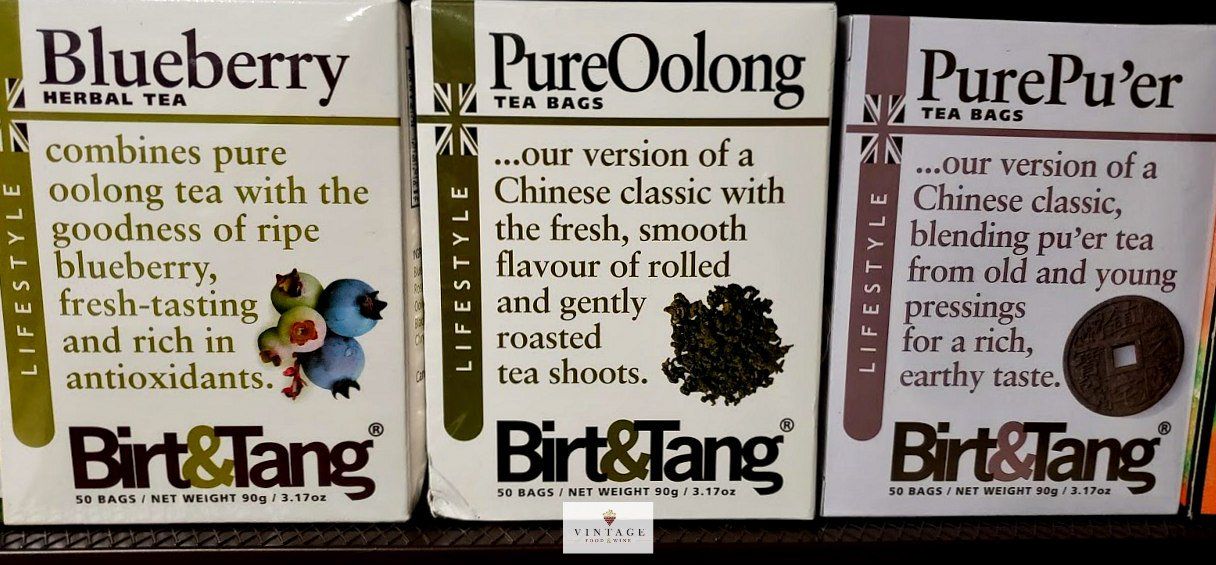 Blueberry
HERBAL TEA
combines pure
oolong tea with the
goodness of ripe
blueberry,
fresh-tasting
and rich in
antioxidants.
LIFESTYLE
Birt&Tang®
50 BAGS / NET WEIGHT 90g / 3.17oz
PureOolong
TEA BAGS
...our version of a
Chinese classic with
the fresh, smooth
flavour of rolled
and gently
roasted
tea shoots.
LIFESTYLE
Birt&Tang®
50 BAGS / NET WEIGHT 90g / 3.17oz
PurePu'er
TEA BAGS
...our version of a
Chinese classic,
blending pu'er tea
from old and young
pressings
for a rich,
earthy taste.
LIFESTYLE
Birt&Tang®
50 BAGS / NET WEIGHT 90g / 3.17oz
VINTAGE
FOOD & WINE